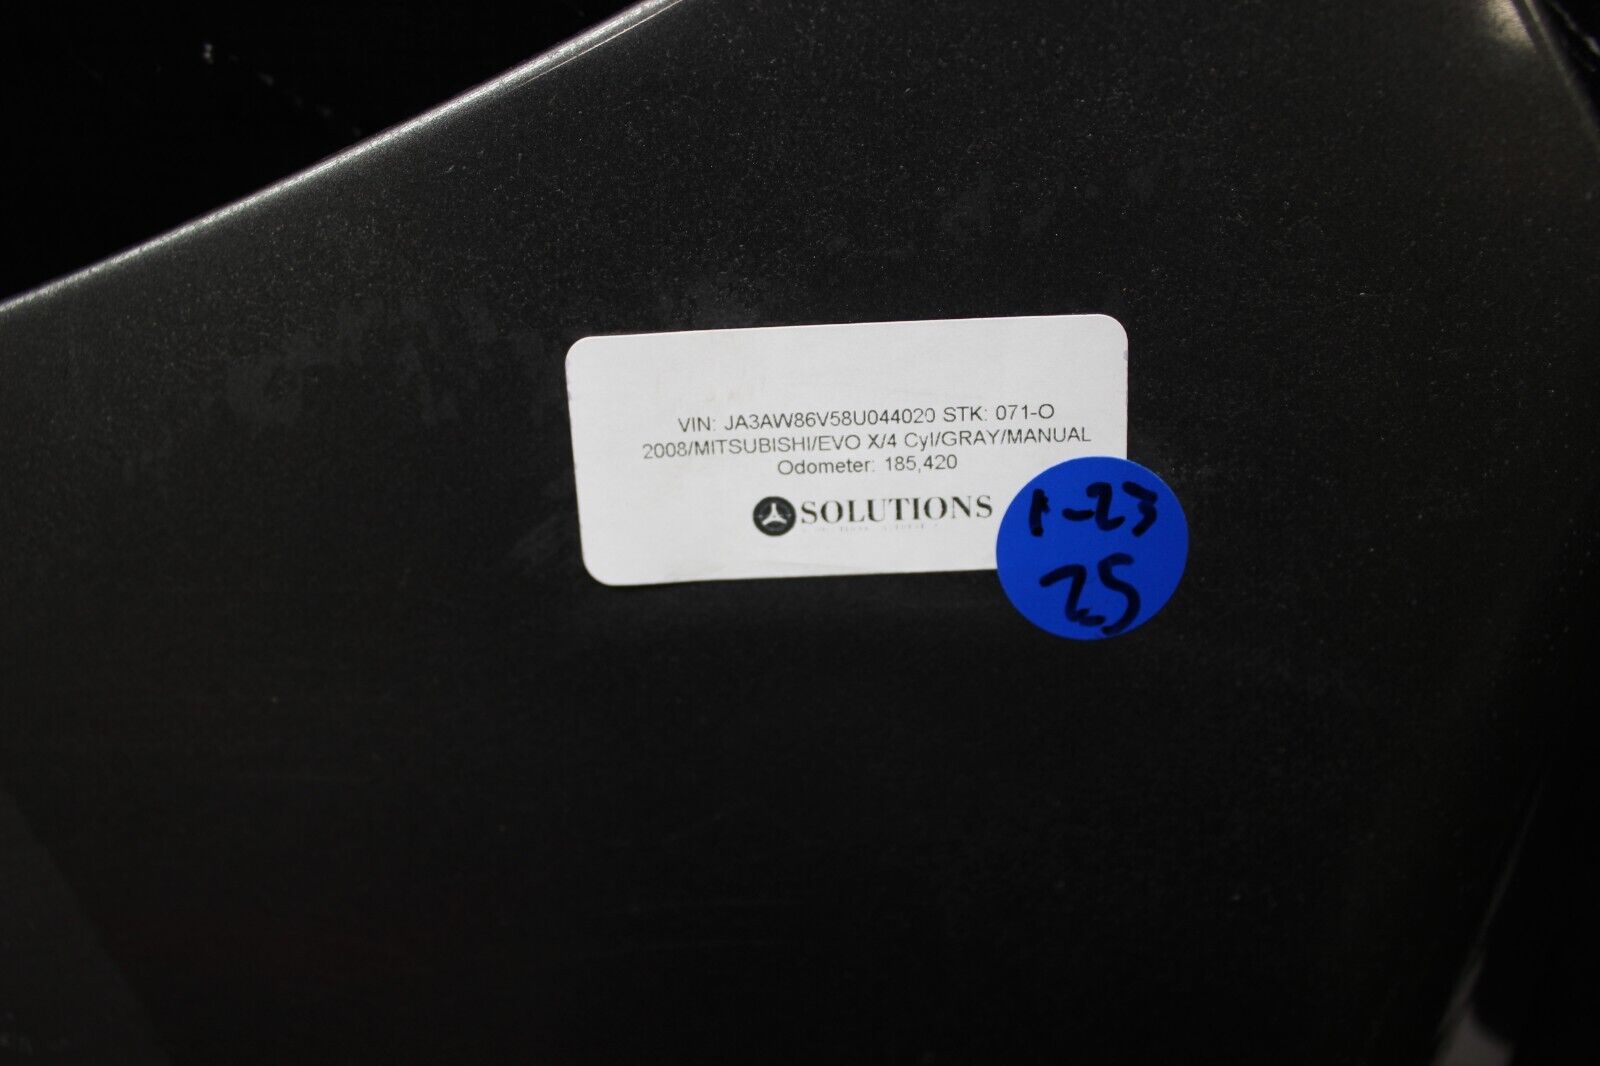 VIN: JA3AW86V58U044020 STK: 071-O
2008/MITSUBISHI/EVO X/4 Cyl/GRAY/MANUAL
Odometer: 185,420
SOLUTIONS
1-23
25